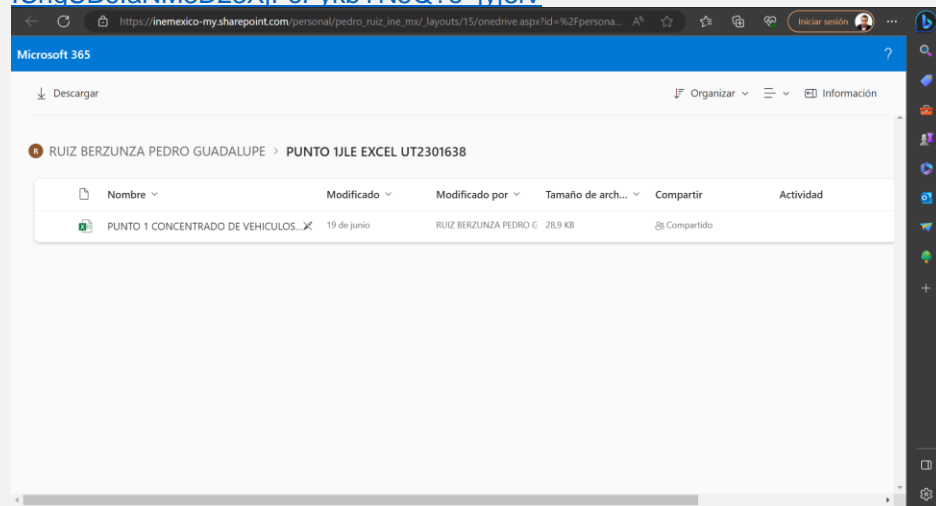 https://inemexico-my.sharepoint.com/personal/pedro_ruiz_ine_mx/_layouts/15/onedrive.aspx?id=%2Fpersona...
Iniciar sesión
Microsoft 365
?
Descargar
Organizar
Información
R RUIZ BERZUNZA PEDRO GUADALUPE > PUNTO 1JLE EXCEL UT2301638
Nombre Modificado Modificado por Tamaño de arch... Compartir Actividad
PUNTO 1 CONCENTRADO DE VEHICULOS... 19 de junio RUIZ BERZUNZA PEDRO G 28,9 KB Compartido